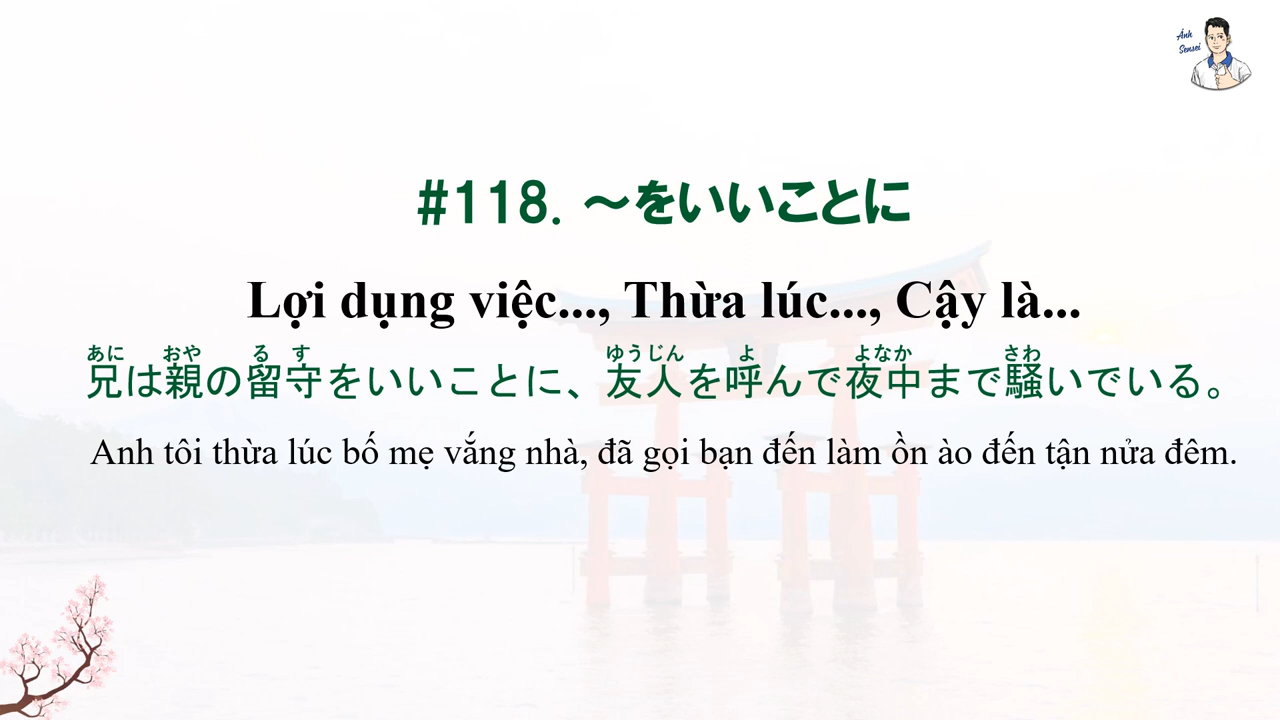 Ánh
Sensei
#118. ～をいいことに
Lợi dụng việc..., Thừa lúc..., Cậy là...
あに おや る す ゆうじん よ よなか さわ
兄は親の留守をいいことに、友人を呼んで夜中まで騒いでいる。
Anh tôi thừa lúc bố mẹ vắng nhà, đã gọi bạn đến làm ồn ào đến tận nửa đêm.